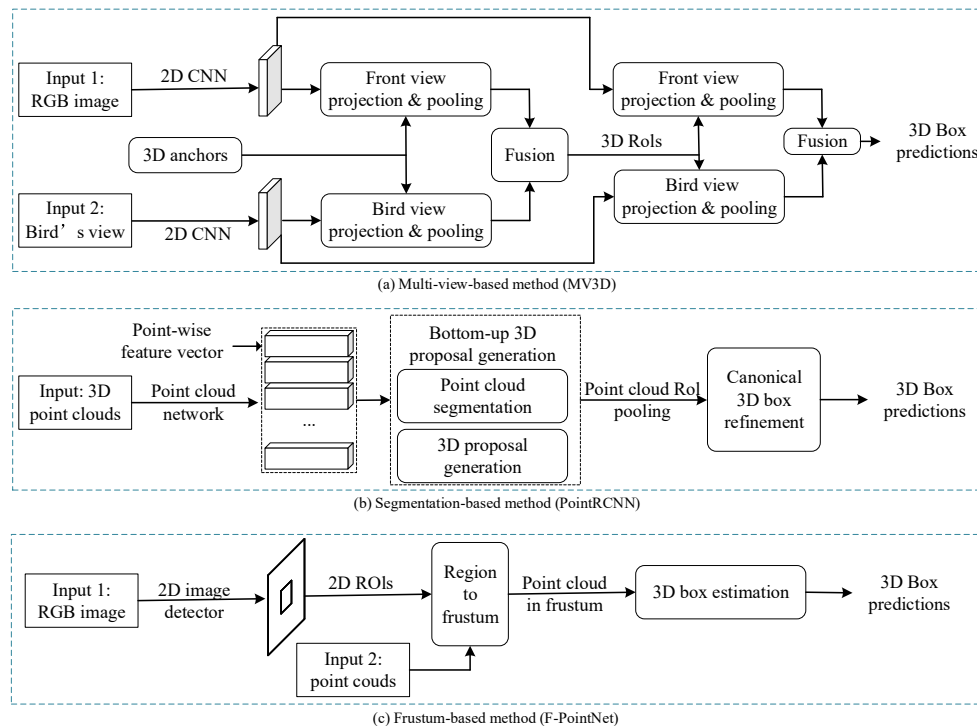 Input 1:
RGB image
2D CNN
Front view
projection & pooling
Front view
projection & pooling
3D anchors
Fusion
3D RoIs
Fusion
3D Box
predictions
Input 2:
Bird’s view
2D CNN
Bird view
projection & pooling
Bird view
projection & pooling
(a) Multi-view-based method (MV3D)
Point-wise
feature vector
Input: 3D
point clouds
Point cloud
network
...
Bottom-up 3D
proposal generation
Point cloud
segmentation
3D proposal
generation
Point cloud RoI
pooling
Canonical
3D box
refinement
3D Box
predictions
(b) Segmentation-based method (PointRCNN)
Input 1:
RGB image
2D image
detector
2D ROIs
Region
to
frustum
Point cloud
in frustum
3D box estimation
3D Box
predictions
Input 2:
point couds
(c) Frustum-based method (F-PointNet)